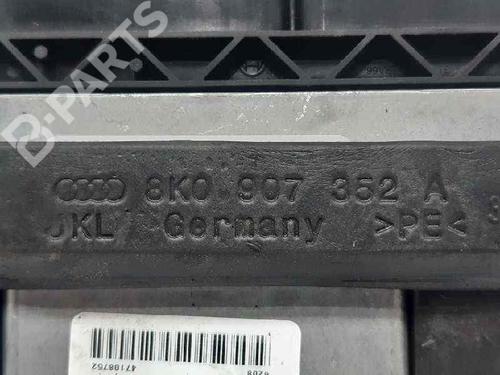 B-PARTS
8K0 907 352 A
JKL Germany >PE<
47108752